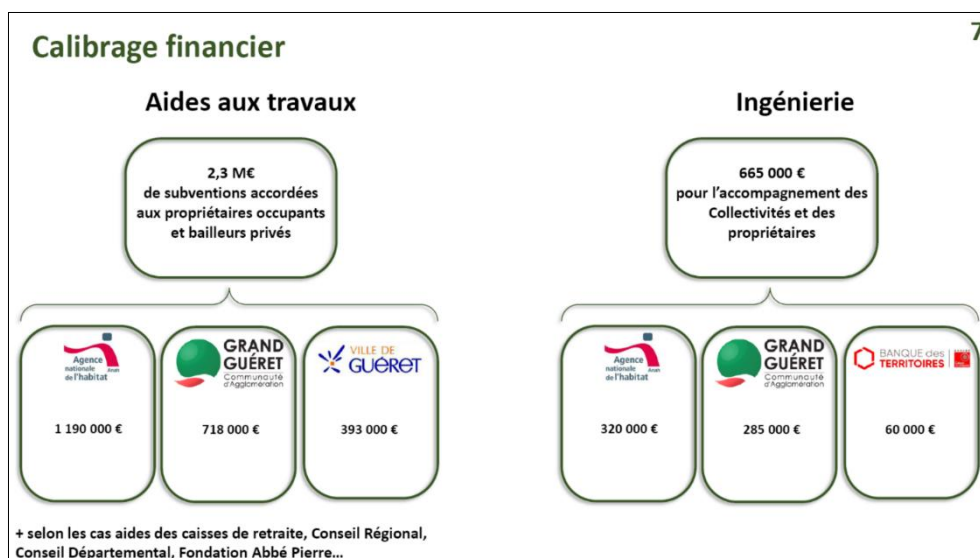 7
Calibrage financier
Aides aux travaux
2,3 M€
de subventions accordées
aux propriétaires occupants
et bailleurs privés
Agence
nationale
de l'habitat
Anah
1 190 000 €
GRAND
GUÉRET
Communauté
d'Agglomération
718 000 €
VILLE DE
GUÉRET
393 000 €
+ selon les cas aides des caisses de retraite, Conseil Régional,
Conseil Départemental, Fondation Abbé Pierre...
Ingénierie
665 000 €
pour l'accompagnement des
Collectivités et des
propriétaires
Agence
nationale
de l'habitat
Anah
320 000 €
GRAND
GUÉRET
Communauté
d'Agglomération
285 000 €
BANQUE des
TERRITOIRES
60 000 €